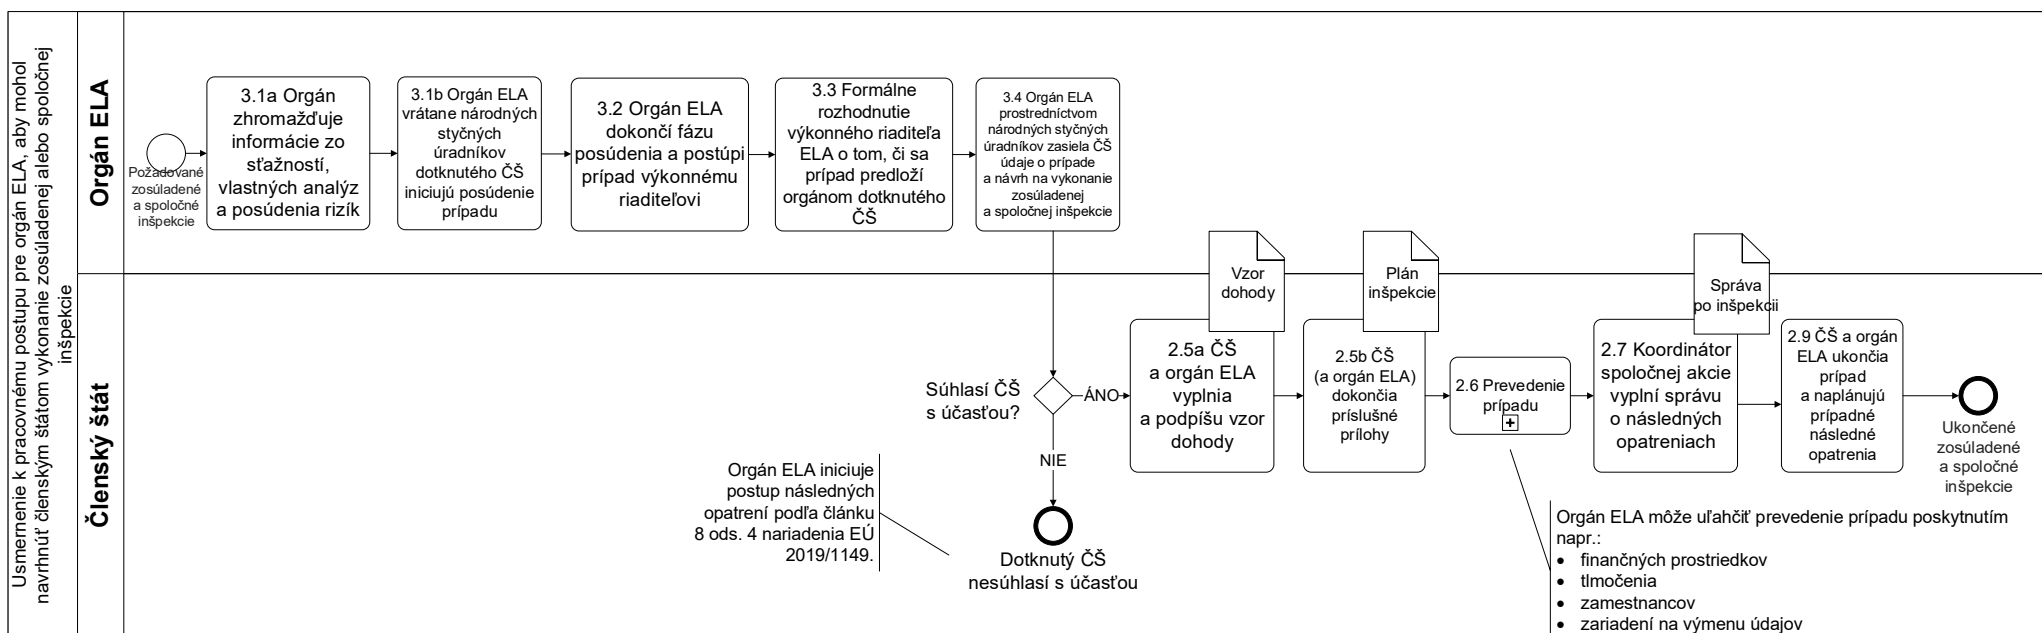 Usmernenie k pracovnému postupu pre orgán ELA, aby mohol
navrhnúť členským štátom vykonanie zosúladenej alebo spoločnej
inšpekcie
Orgán ELA
Požadované
zosúladené
a spoločné
inšpekcie
3.1a Orgán
zhromažďuje
informácie zo
sťažností,
vlastných analýz
a posúdenia rizík
3.1b Orgán ELA
vrátane národných
styčných
úradníkov
dotknutého ČŠ
iniciujú posúdenie
prípadu
3.2 Orgán ELA
dokončí fázu
posúdenia a postúpi
prípad výkonnému
riaditeľovi
3.3 Formálne
rozhodnutie
výkonného riaditeľa
ELA o tom, či sa
prípad predloží
orgánom dotknutého
ČŠ
3.4 Orgán ELA
prostredníctvom
národných styčných
úradníkov zasiela ČŠ
údaje o prípade
a návrh na vykonanie
zosúladenej
a spoločnej inšpekcie
Členský štát
Súhlasí ČŠ
s účasťou?
ÁNO
NIE
Orgán ELA iniciuje
postup následných
opatrení podľa článku
8 ods. 4 nariadenia EÚ
2019/1149.
Dotknutý ČŠ
nesúhlasí s účasťou
Vzor
dohody
2.5a ČŠ
a orgán ELA
vyplnia
a podpíšu vzor
dohody
Plán
inšpekcie
2.5b ČŠ
(a orgán ELA)
dokončia
príslušné
prílohy
2.6 Prevedenie
prípadu
Správa
po inšpekcii
2.7 Koordinátor
spoločnej akcie
vyplní správu
o následných
opatreniach
2.9 ČŠ a orgán
ELA ukončia
prípad
a naplánujú
prípadné
následné
opatrenia
Ukončené
zosúladené
a spoločné
inšpekcie
Orgán ELA môže uľahčiť prevedenie prípadu poskytnutím
napr.:
• finančných prostriedkov
• tlmočenia
• zamestnancov
• zariadení na výmenu údajov